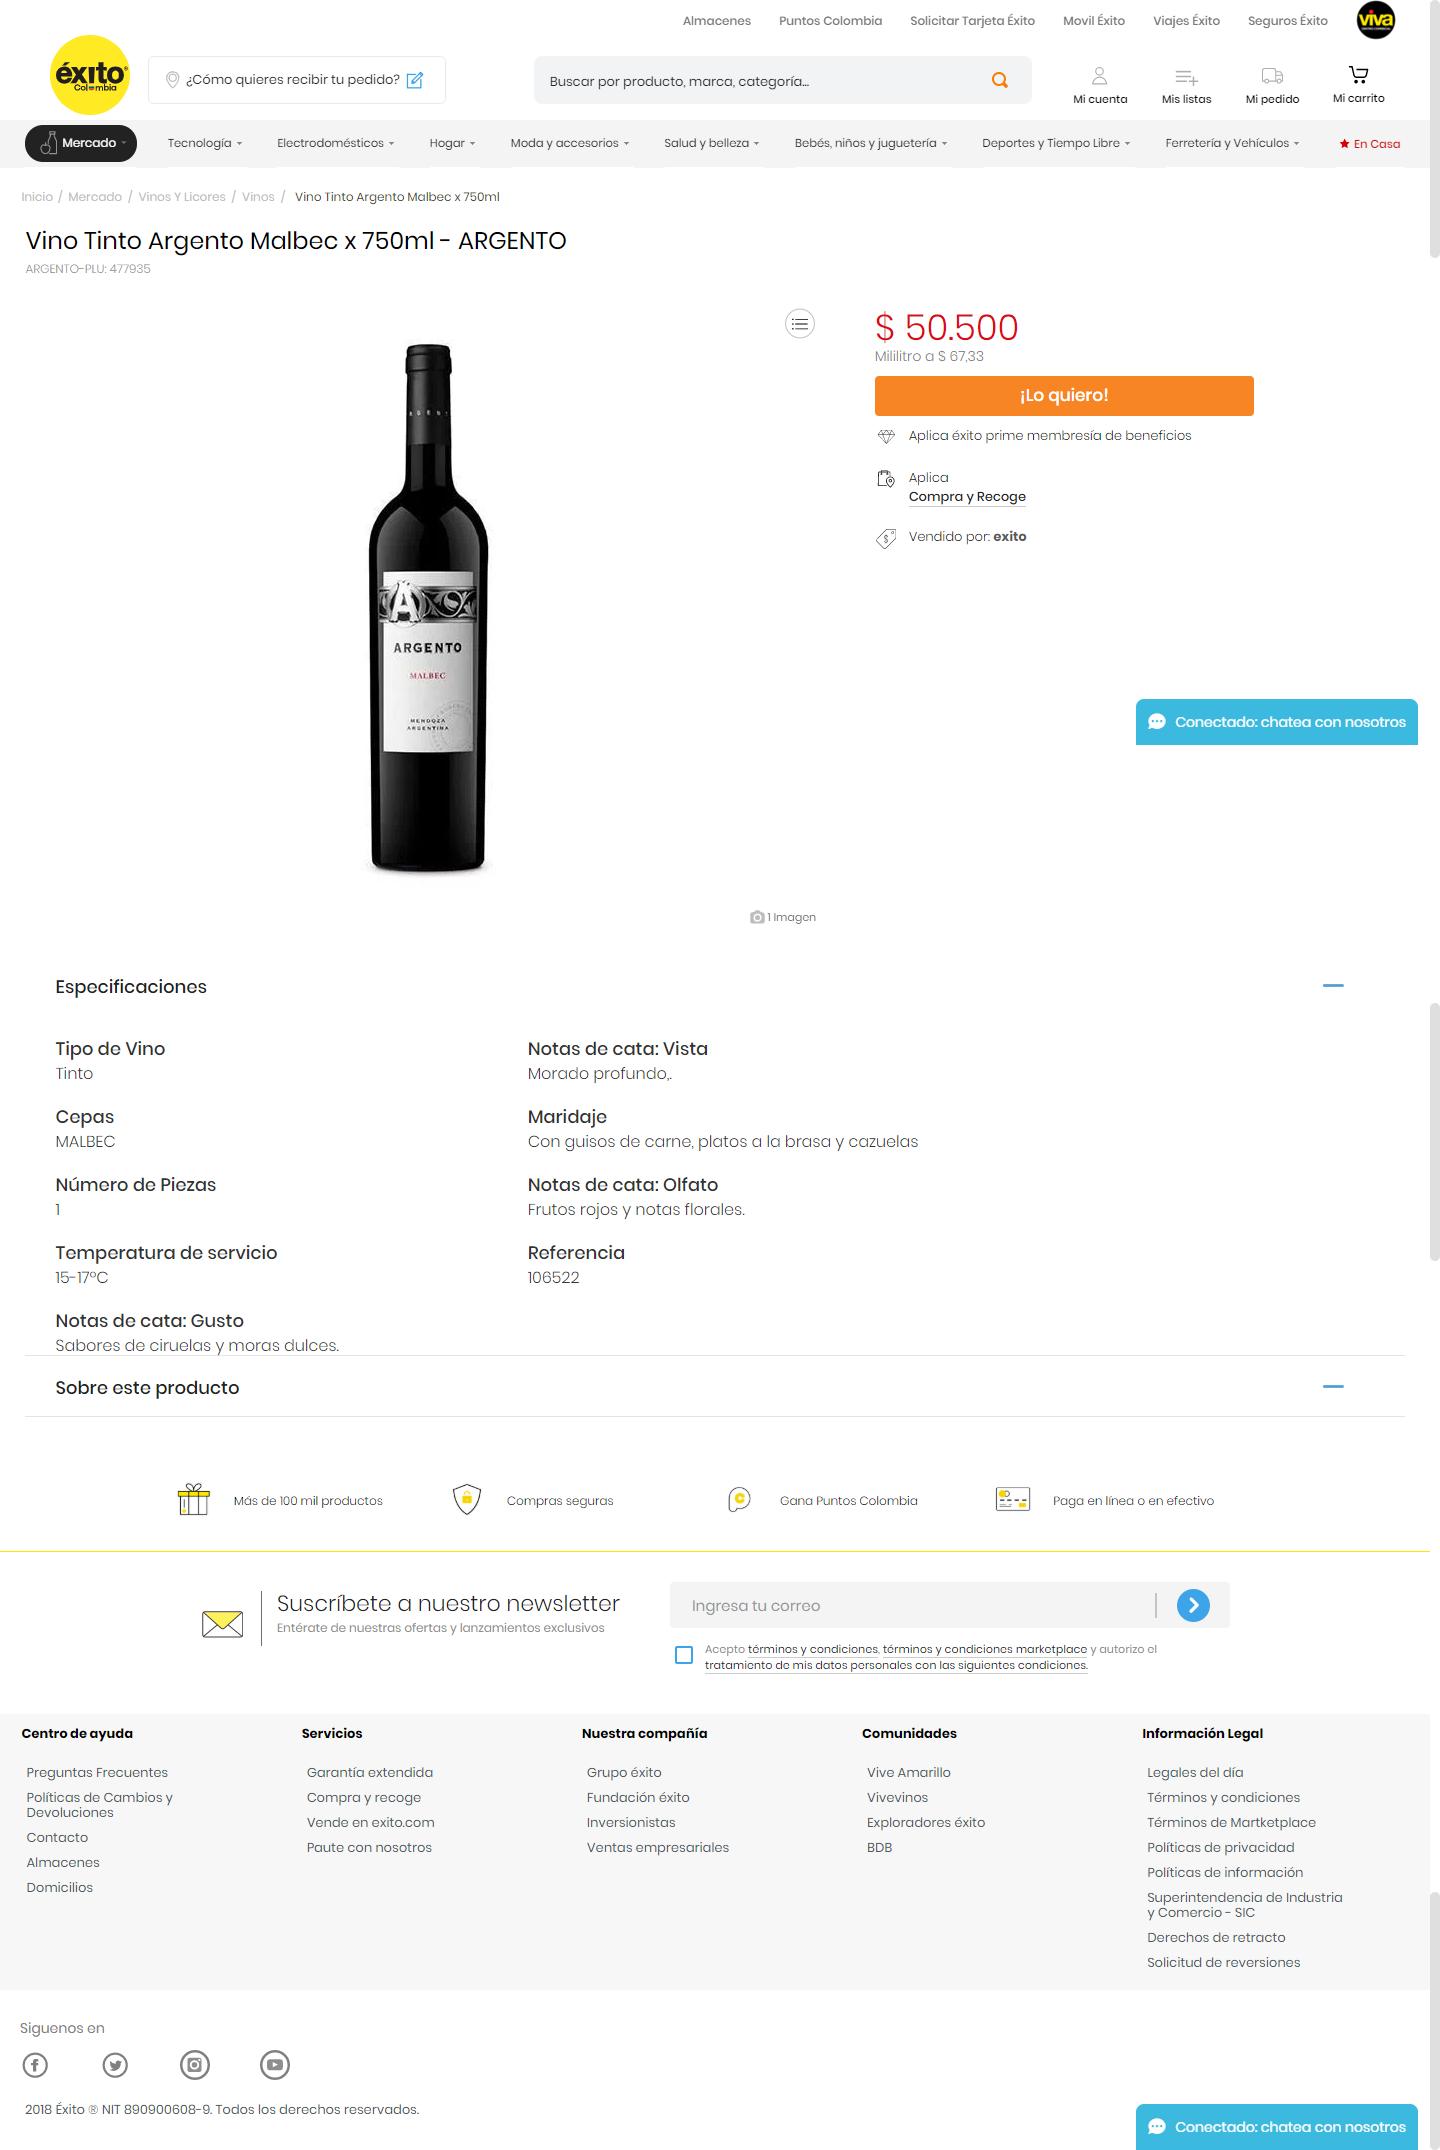 Almacenes Puntos Colombia Solicitar Tarjeta Éxito Movil Éxito Viajes Éxito Seguros Éxito viva
éxito
Colombia
¿Cómo quieres recibir tu pedido?
Buscar por producto, marca, categoría...
Mi cuenta Mis listas Mi pedido Mi carrito
Mercado Tecnología Electrodomésticos Hogar Moda y accesorios Salud y belleza Bebés, niños y juguetería Deportes y Tiempo Libre Ferretería y Vehículos En Casa
Inicio / Mercado / Vinos Y Licores / Vinos / Vino Tinto Argento Malbec x 750ml
Vino Tinto Argento Malbec x 750ml - ARGENTO
ARGENTO-PLU: 477935
A
ARGENTO
MALBEC
MENDOZA
ARGENTINA
1 Imagen
$ 50.500
Mililitro a $ 67,33
¡Lo quiero!
Aplica éxito prime membresía de beneficios
Aplica
Compra y Recoge
Vendido por: exito
Conectado: chatea con nosotros
Especificaciones
Tipo de Vino
Tinto
Notas de cata: Vista
Morado profundo,.
Cepas
MALBEC
Maridaje
Con guisos de carne, platos a la brasa y cazuelas
Número de Piezas
1
Notas de cata: Olfato
Frutos rojos y notas florales.
Temperatura de servicio
15-17°C
Referencia
106522
Notas de cata: Gusto
Sabores de ciruelas y moras dulces.
Sobre este producto
Más de 100 mil productos
Compras seguras
Gana Puntos Colombia
Paga en línea o en efectivo
Suscríbete a nuestro newsletter
Entérate de nuestras ofertas y lanzamientos exclusivos
Ingresa tu correo
Acepto términos y condiciones, términos y condiciones marketplace y autorizo el
tratamiento de mis datos personales con las siguientes condiciones.
Centro de ayuda
Preguntas Frecuentes
Políticas de Cambios y
Devoluciones
Contacto
Almacenes
Domicilios
Servicios
Garantía extendida
Compra y recoge
Vende en exito.com
Paute con nosotros
Nuestra compañía
Grupo éxito
Fundación éxito
Inversionistas
Ventas empresariales
Comunidades
Vive Amarillo
Vivevinos
Exploradores éxito
BDB
Información Legal
Legales del día
Términos y condiciones
Términos de Martketplace
Políticas de privacidad
Políticas de información
Superintendencia de Industria
y Comercio - SIC
Derechos de retracto
Solicitud de reversiones
Siguenos en
2018 Éxito ® NIT 890900608-9. Todos los derechos reservados.
Conectado: chatea con nosotros